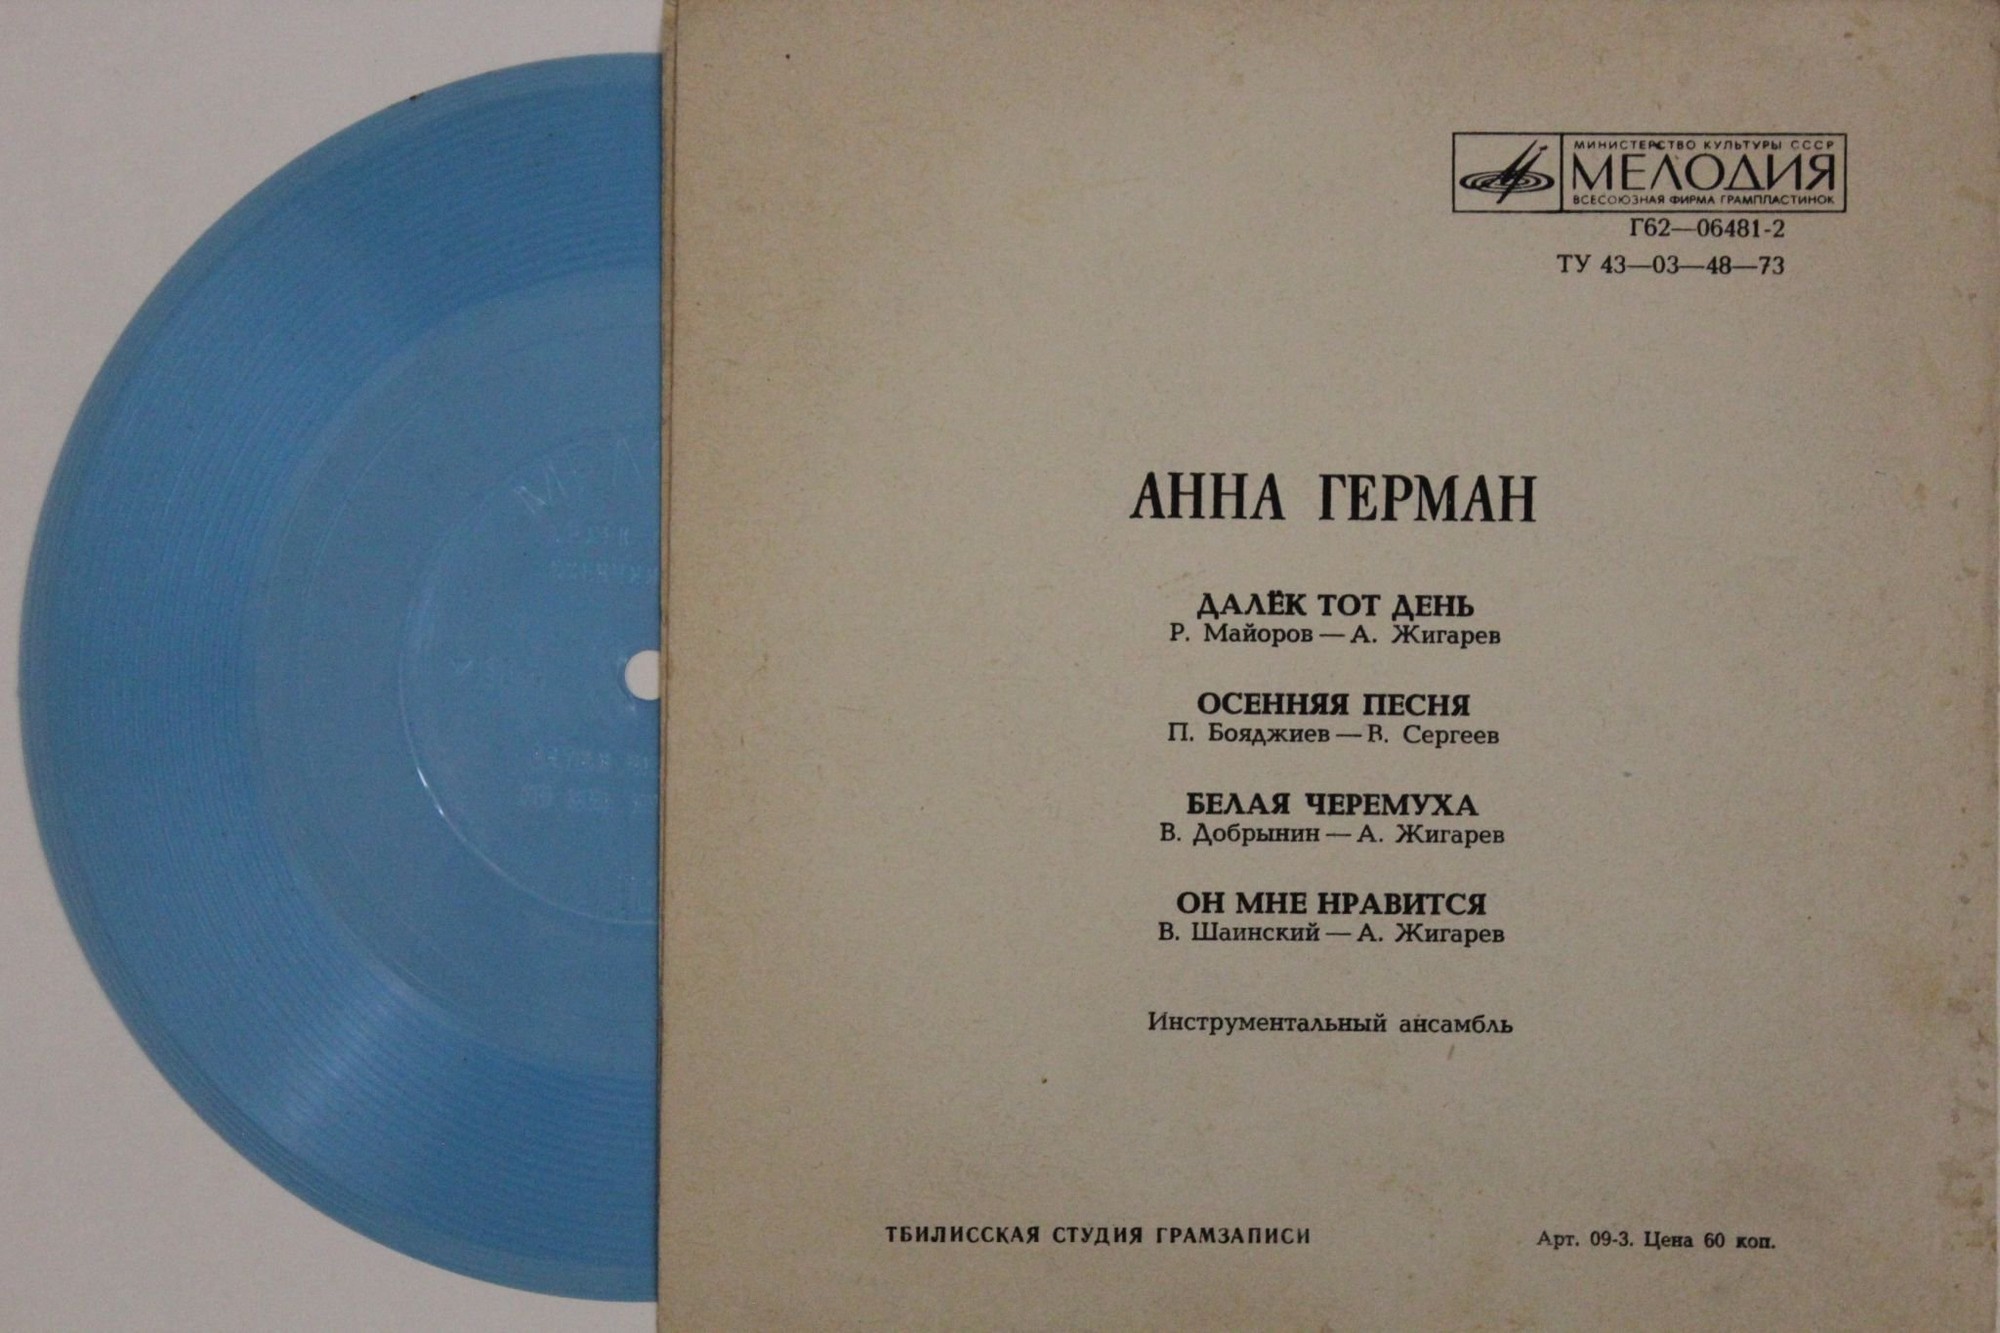 МИНИСТЕРСТВО КУЛЬТУРЫ СССР
МЕЛОДИЯ
ВСЕСОЮЗНАЯ ФИРМА ГРАМПЛАСТИНОК
Г62—06481-2
ТУ 43—03—48—73
АННА ГЕРМАН
ДАЛЁК ТОТ ДЕНЬ
Р. Майоров — А. Жигарев
ОСЕННЯЯ ПЕСНЯ
П. Бояджиев — В. Сергеев
БЕЛАЯ ЧЕРЕМУХА
В. Добрынин — А. Жигарев
ОН МНЕ НРАВИТСЯ
В. Шаинский — А. Жигарев
Инструментальный ансамбль
ТБИЛИССКАЯ СТУДИЯ ГРАМЗАПИСИ
Арт. 09-3. Цена 60 коп.